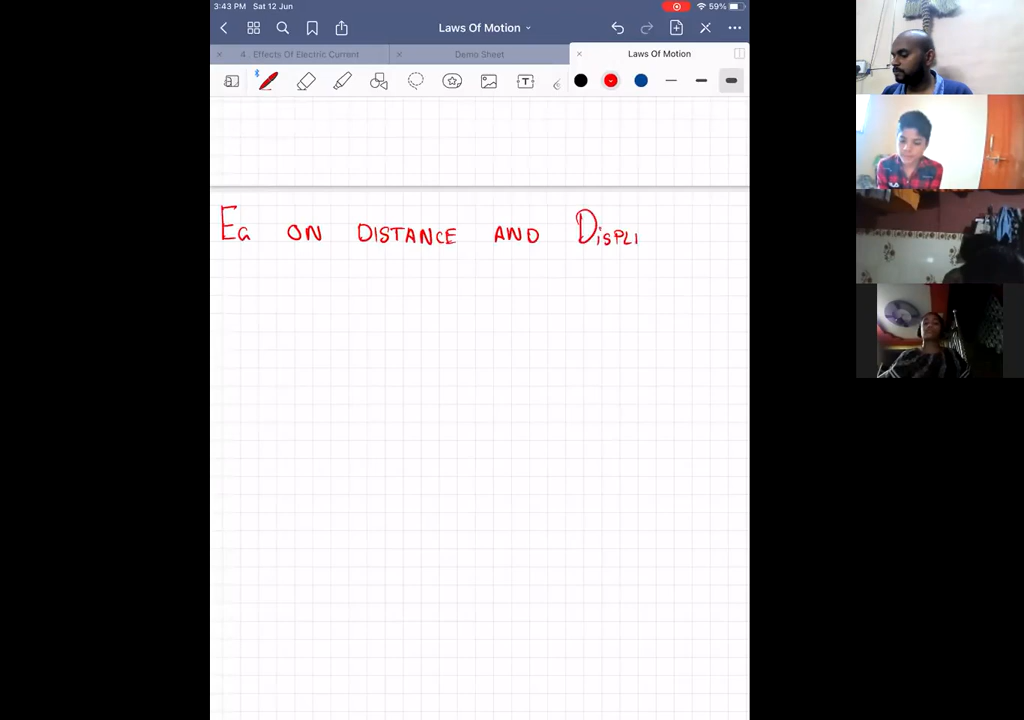 3:43 PM Sat 12 Jun 59%
Laws Of Motion
4 Effects Of Electric Current Demo Sheet Laws Of Motion
T
EG ON DISTANCE AND DISPLI